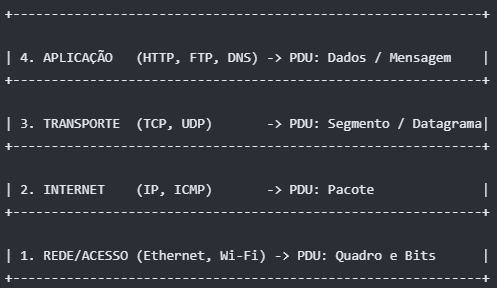 +-------------------------------------------------------------+
| 4. APLICAÇÃO   (HTTP, FTP, DNS) -> PDU: Dados / Mensagem    |
+-------------------------------------------------------------+
| 3. TRANSPORTE  (TCP, UDP)       -> PDU: Segmento / Datagrama|
+-------------------------------------------------------------+
| 2. INTERNET    (IP, ICMP)       -> PDU: Pacote              |
+-------------------------------------------------------------+
| 1. REDE/ACESSO (Ethernet, Wi-Fi) -> PDU: Quadro e Bits      |
+-------------------------------------------------------------+